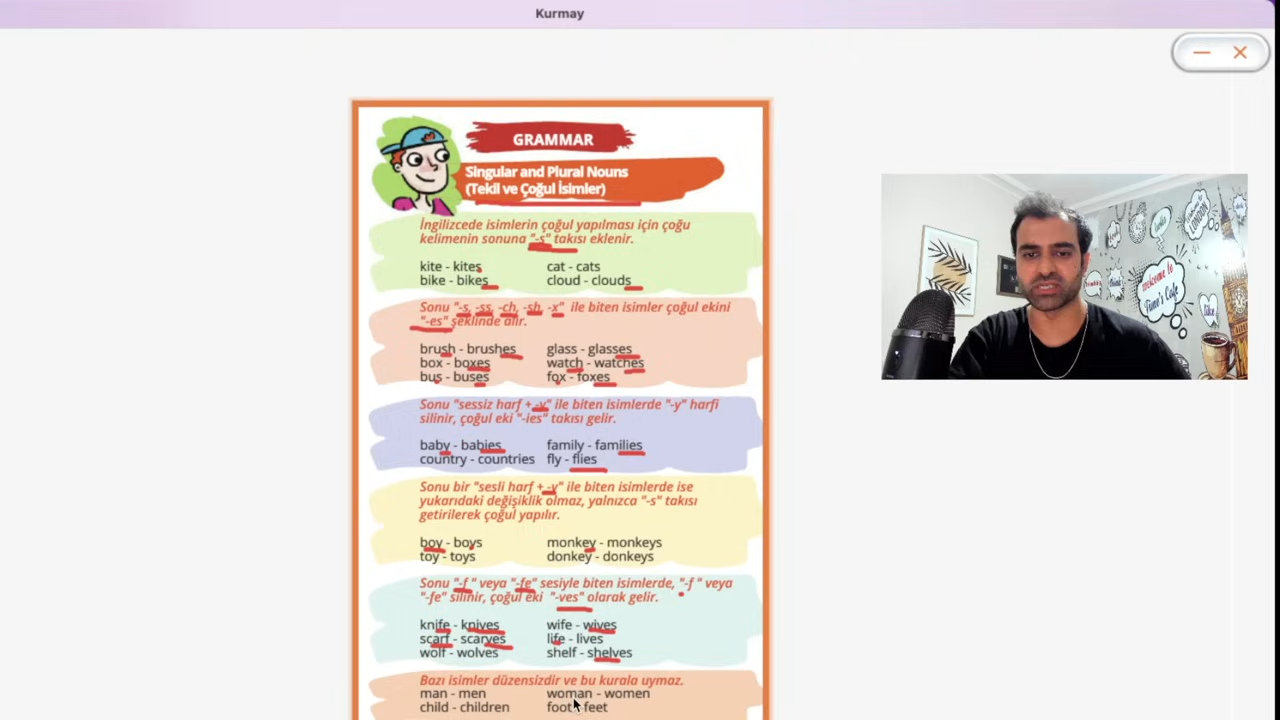 Kurmay
GRAMMAR
Singular and Plural Nouns
(Tekil ve Çoğul İsimler)
İngilizcede isimlerin çoğul yapılması için çoğu
kelimenin sonuna "-s" takısı eklenir.
kite - kites cat - cats
bike - bikes cloud - clouds
Sonu "-s, -ss, -ch, -sh, -x" ile biten isimler çoğul ekini
"-es" şeklinde alır.
brush - brushes glass - glasses
box - boxes watch - watches
bus - buses fox - foxes
Sonu "sessiz harf + -y" ile biten isimlerde "-y" harfi
silinir, çoğul eki "-ies" takısı gelir.
baby - babies family - families
country - countries fly - flies
Sonu bir "sesli harf + -y" ile biten isimlerde ise
yukarıdaki değişiklik olmaz, yalnızca "-s" takısı
getirilerek çoğul yapılır.
boy - boys monkey - monkeys
toy - toys donkey - donkeys
Sonu "-f " veya "-fe" sesiyle biten isimlerde, "-f " veya
"-fe" silinir, çoğul eki "-ves" olarak gelir.
knife - knives wife - wives
scarf - scarves life - lives
wolf - wolves shelf - shelves
Bazı isimler düzensizdir ve bu kurala uymaz.
man - men woman - women
child - children foot - feet
welcome to
Time's Cafe
like